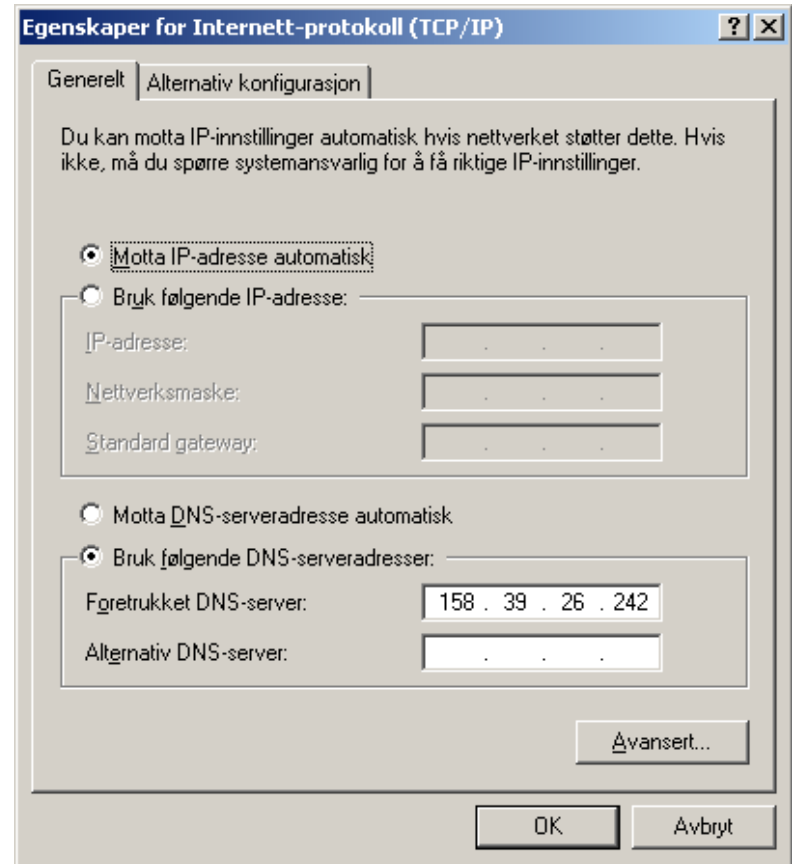 Egenskaper for Internett-protokoll (TCP/IP)
Generelt Alternativ konfigurasjon
Du kan motta IP-innstillinger automatisk hvis nettverket støtter dette. Hvis
ikke, må du spørre systemansvarlig for å få riktige IP-innstillinger.
Motta IP-adresse automatisk
Bruk følgende IP-adresse:
IP-adresse: . . .
Nettverksmaske: . . .
Standard gateway: . . .
Motta DNS-serveradresse automatisk
Bruk følgende DNS-serveradresser:
Foretrukket DNS-server: 158 . 39 . 26 . 242
Alternativ DNS-server: . . .
Avansert...
OK Avbryt